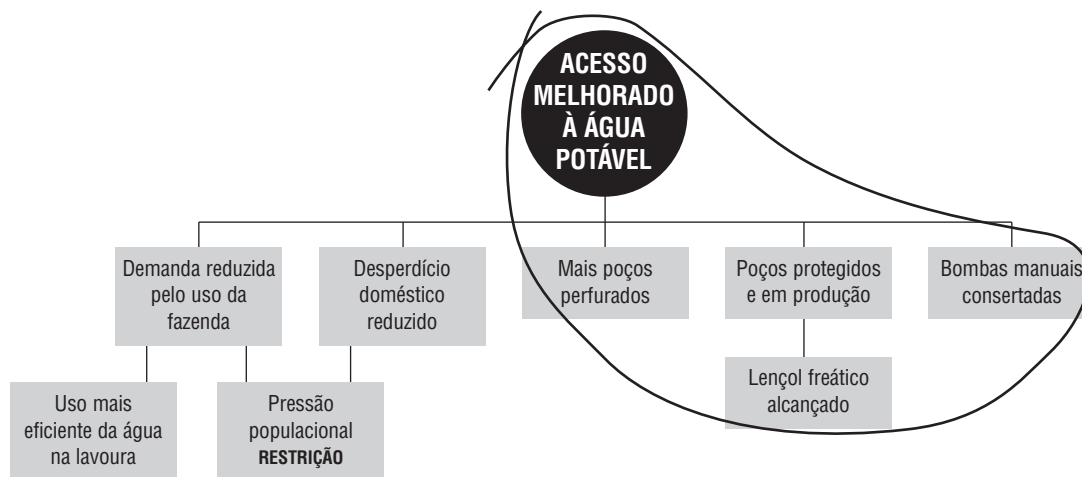 ACESSO
MELHORADO
À ÁGUA
POTÁVEL
Demanda reduzida
pelo uso da
fazenda
Desperdício
doméstico
reduzido
Mais poços
perfurados
Poços protegidos
e em produção
Bombas manuais
consertadas
Uso mais
eficiente da água
na lavoura
Pressão
populacional
RESTRIÇÃO
Lençol freático
alcançado